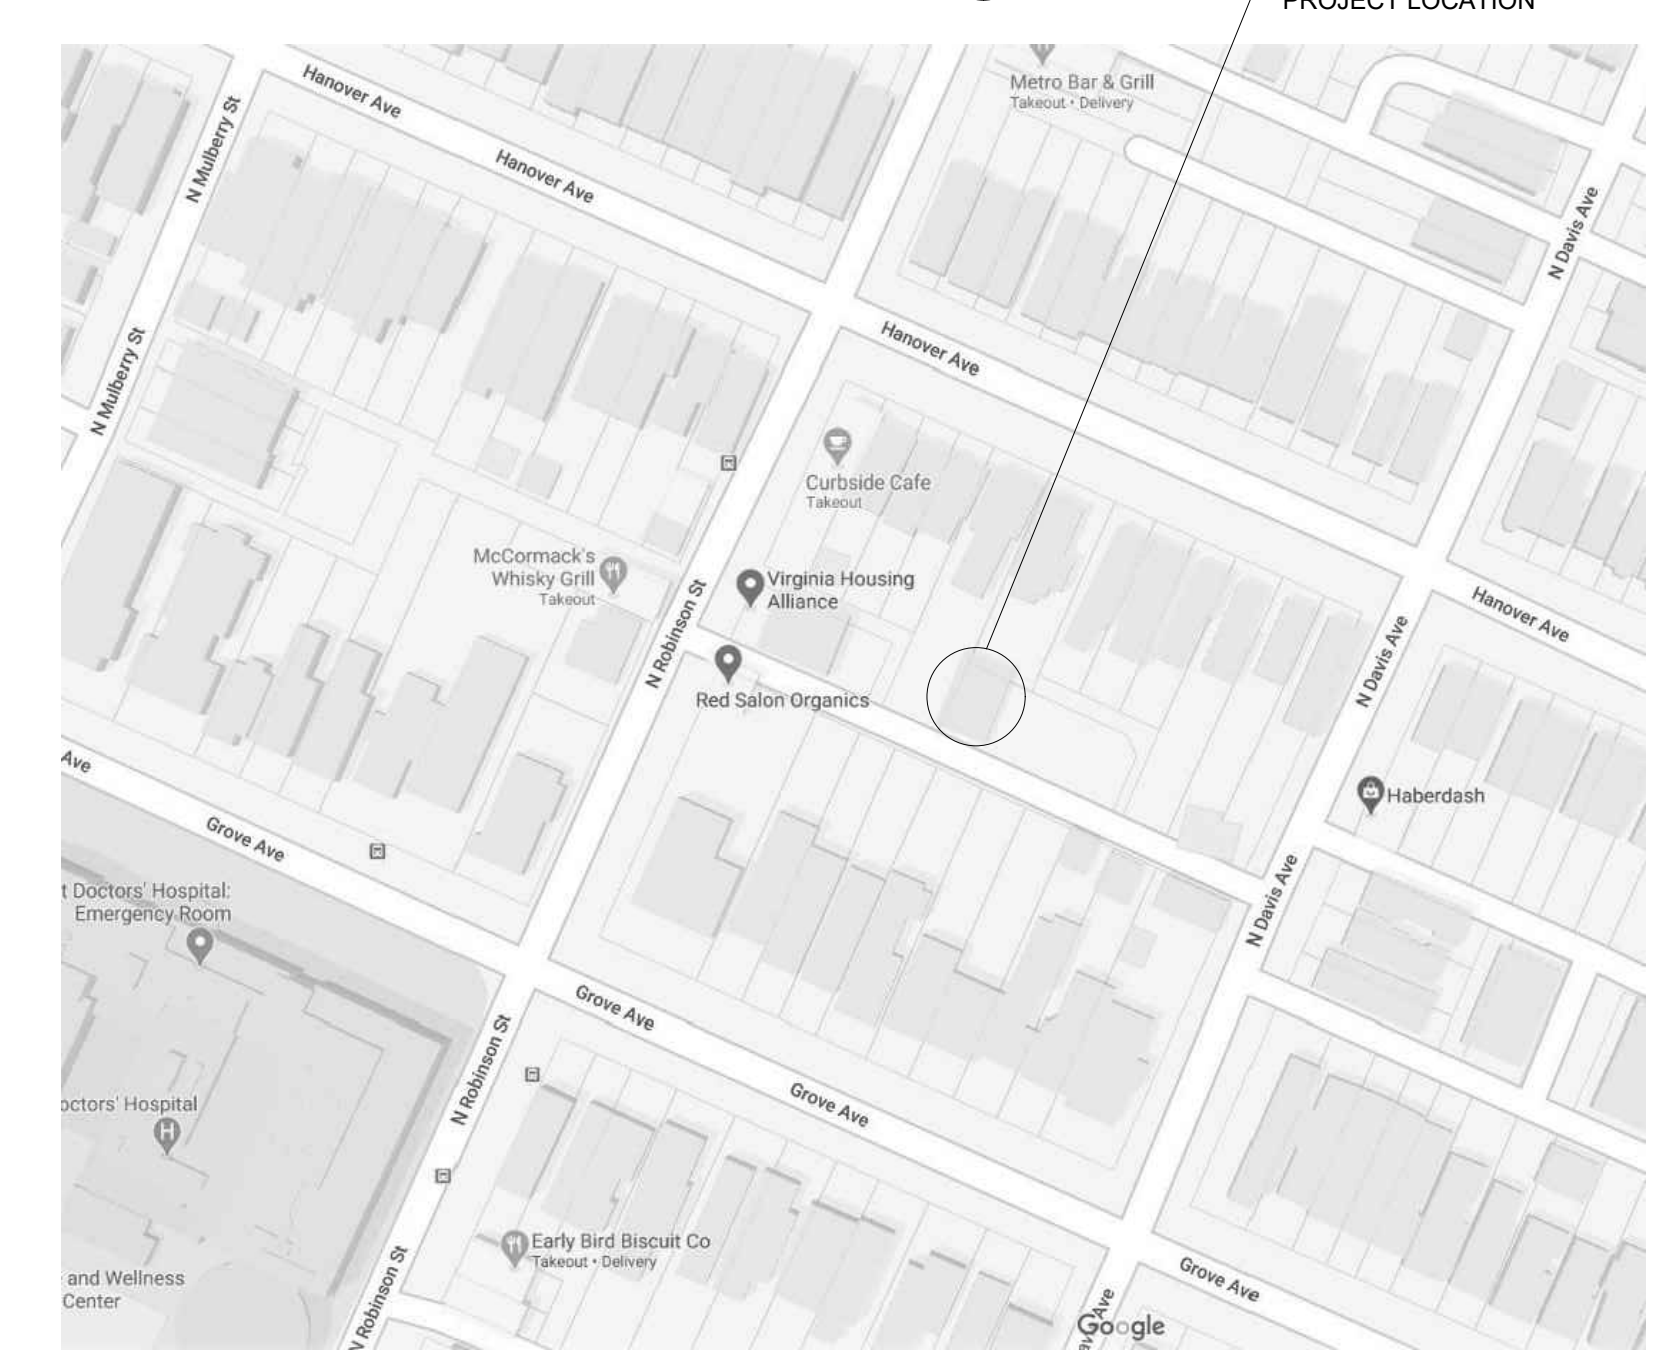 PROJECT LOCATION
Metro Bar & Grill
Takeout • Delivery
Hanover Ave
N Mulberry St
Hanover Ave
N Davis Ave
Hanover Ave
N Mulberry St
Curbside Cafe
Takeout
McCormack's
Whisky Grill
Takeout
Virginia Housing
Alliance
N Robinson St
Hanover Ave
N Davis Ave
Red Salon Organics
Ave
Haberdash
Grove Ave
t Doctors' Hospital:
Emergency Room
N Davis Ave
Grove Ave
N Robinson St
octors' Hospital
H
Grove Ave
Early Bird Biscuit Co
Takeout • Delivery
and Wellness
Center
N Robinson St
Grove Ave
Ave
Google